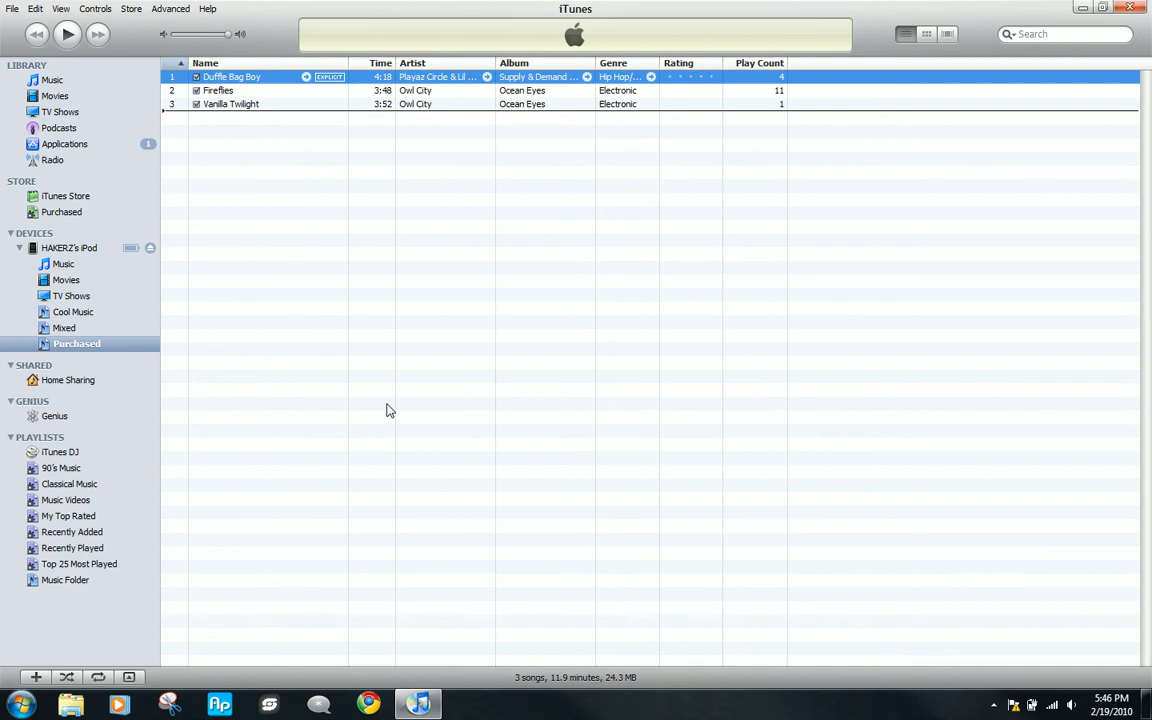 File Edit View Controls Store Advanced Help
iTunes
Search
LIBRARY
Music
Movies
TV Shows
Podcasts
Applications 1
Radio
STORE
iTunes Store
Purchased
DEVICES
HAKERZ's iPod
Music
Movies
TV Shows
Cool Music
Mixed
Purchased
SHARED
Home Sharing
GENIUS
Genius
PLAYLISTS
iTunes DJ
90's Music
Classical Music
Music Videos
My Top Rated
Recently Added
Recently Played
Top 25 Most Played
Music Folder
Name Time Artist Album Genre Rating Play Count
1 Duffle Bag Boy EXPLICIT 4:18 Playaz Circle & Lil ... Supply & Demand ... Hip Hop/... 4
2 Fireflies 3:48 Owl City Ocean Eyes Electronic 11
3 Vanilla Twilight 3:52 Owl City Ocean Eyes Electronic 1
3 songs, 11.9 minutes, 24.3 MB
Ap
5:46 PM
2/19/2010